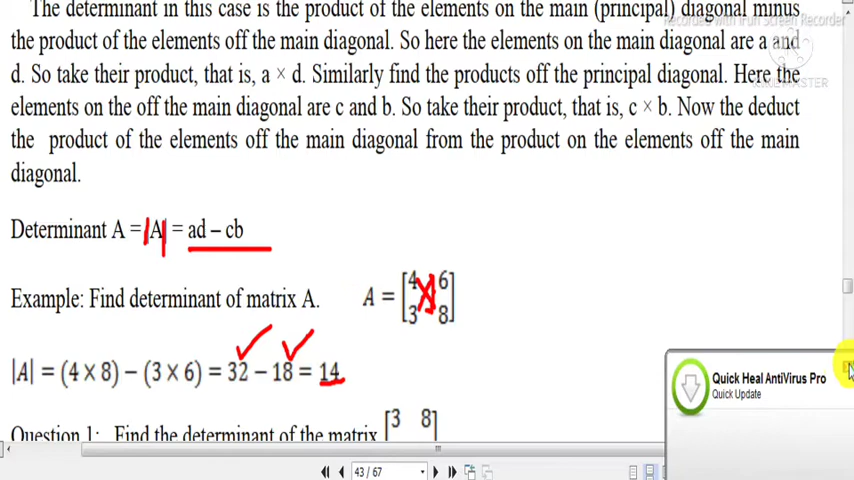 The determinant in this case is the product of the elements on the main (principal) diagonal minus
Recorded with iFun Screen Recorder
the product of the elements off the main diagonal. So here the elements on the main diagonal are a and
d. So take their product, that is, a × d. Similarly find the products off the principal diagonal. Here the
KINEMASTER
elements on the off the main diagonal are c and b. So take their product, that is, c × b. Now the deduct
the product of the elements off the main diagonal from the product on the elements off the main
diagonal.
Determinant A = |A| = ad – cb
Example: Find determinant of matrix A. A = [4 6
3 8]
|A| = (4 × 8) − (3 × 6) = 32 − 18 = 14
Quick Heal AntiVirus Pro
Quick Update
Question 1: Find the determinant of the matrix [3 8]
43 / 67